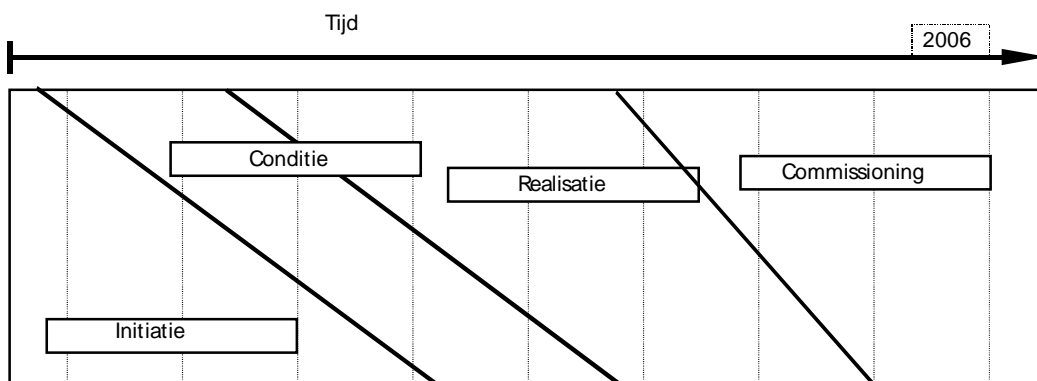 Tijd
2006
Conditie
Realisatie
Commissioning
Initiatie